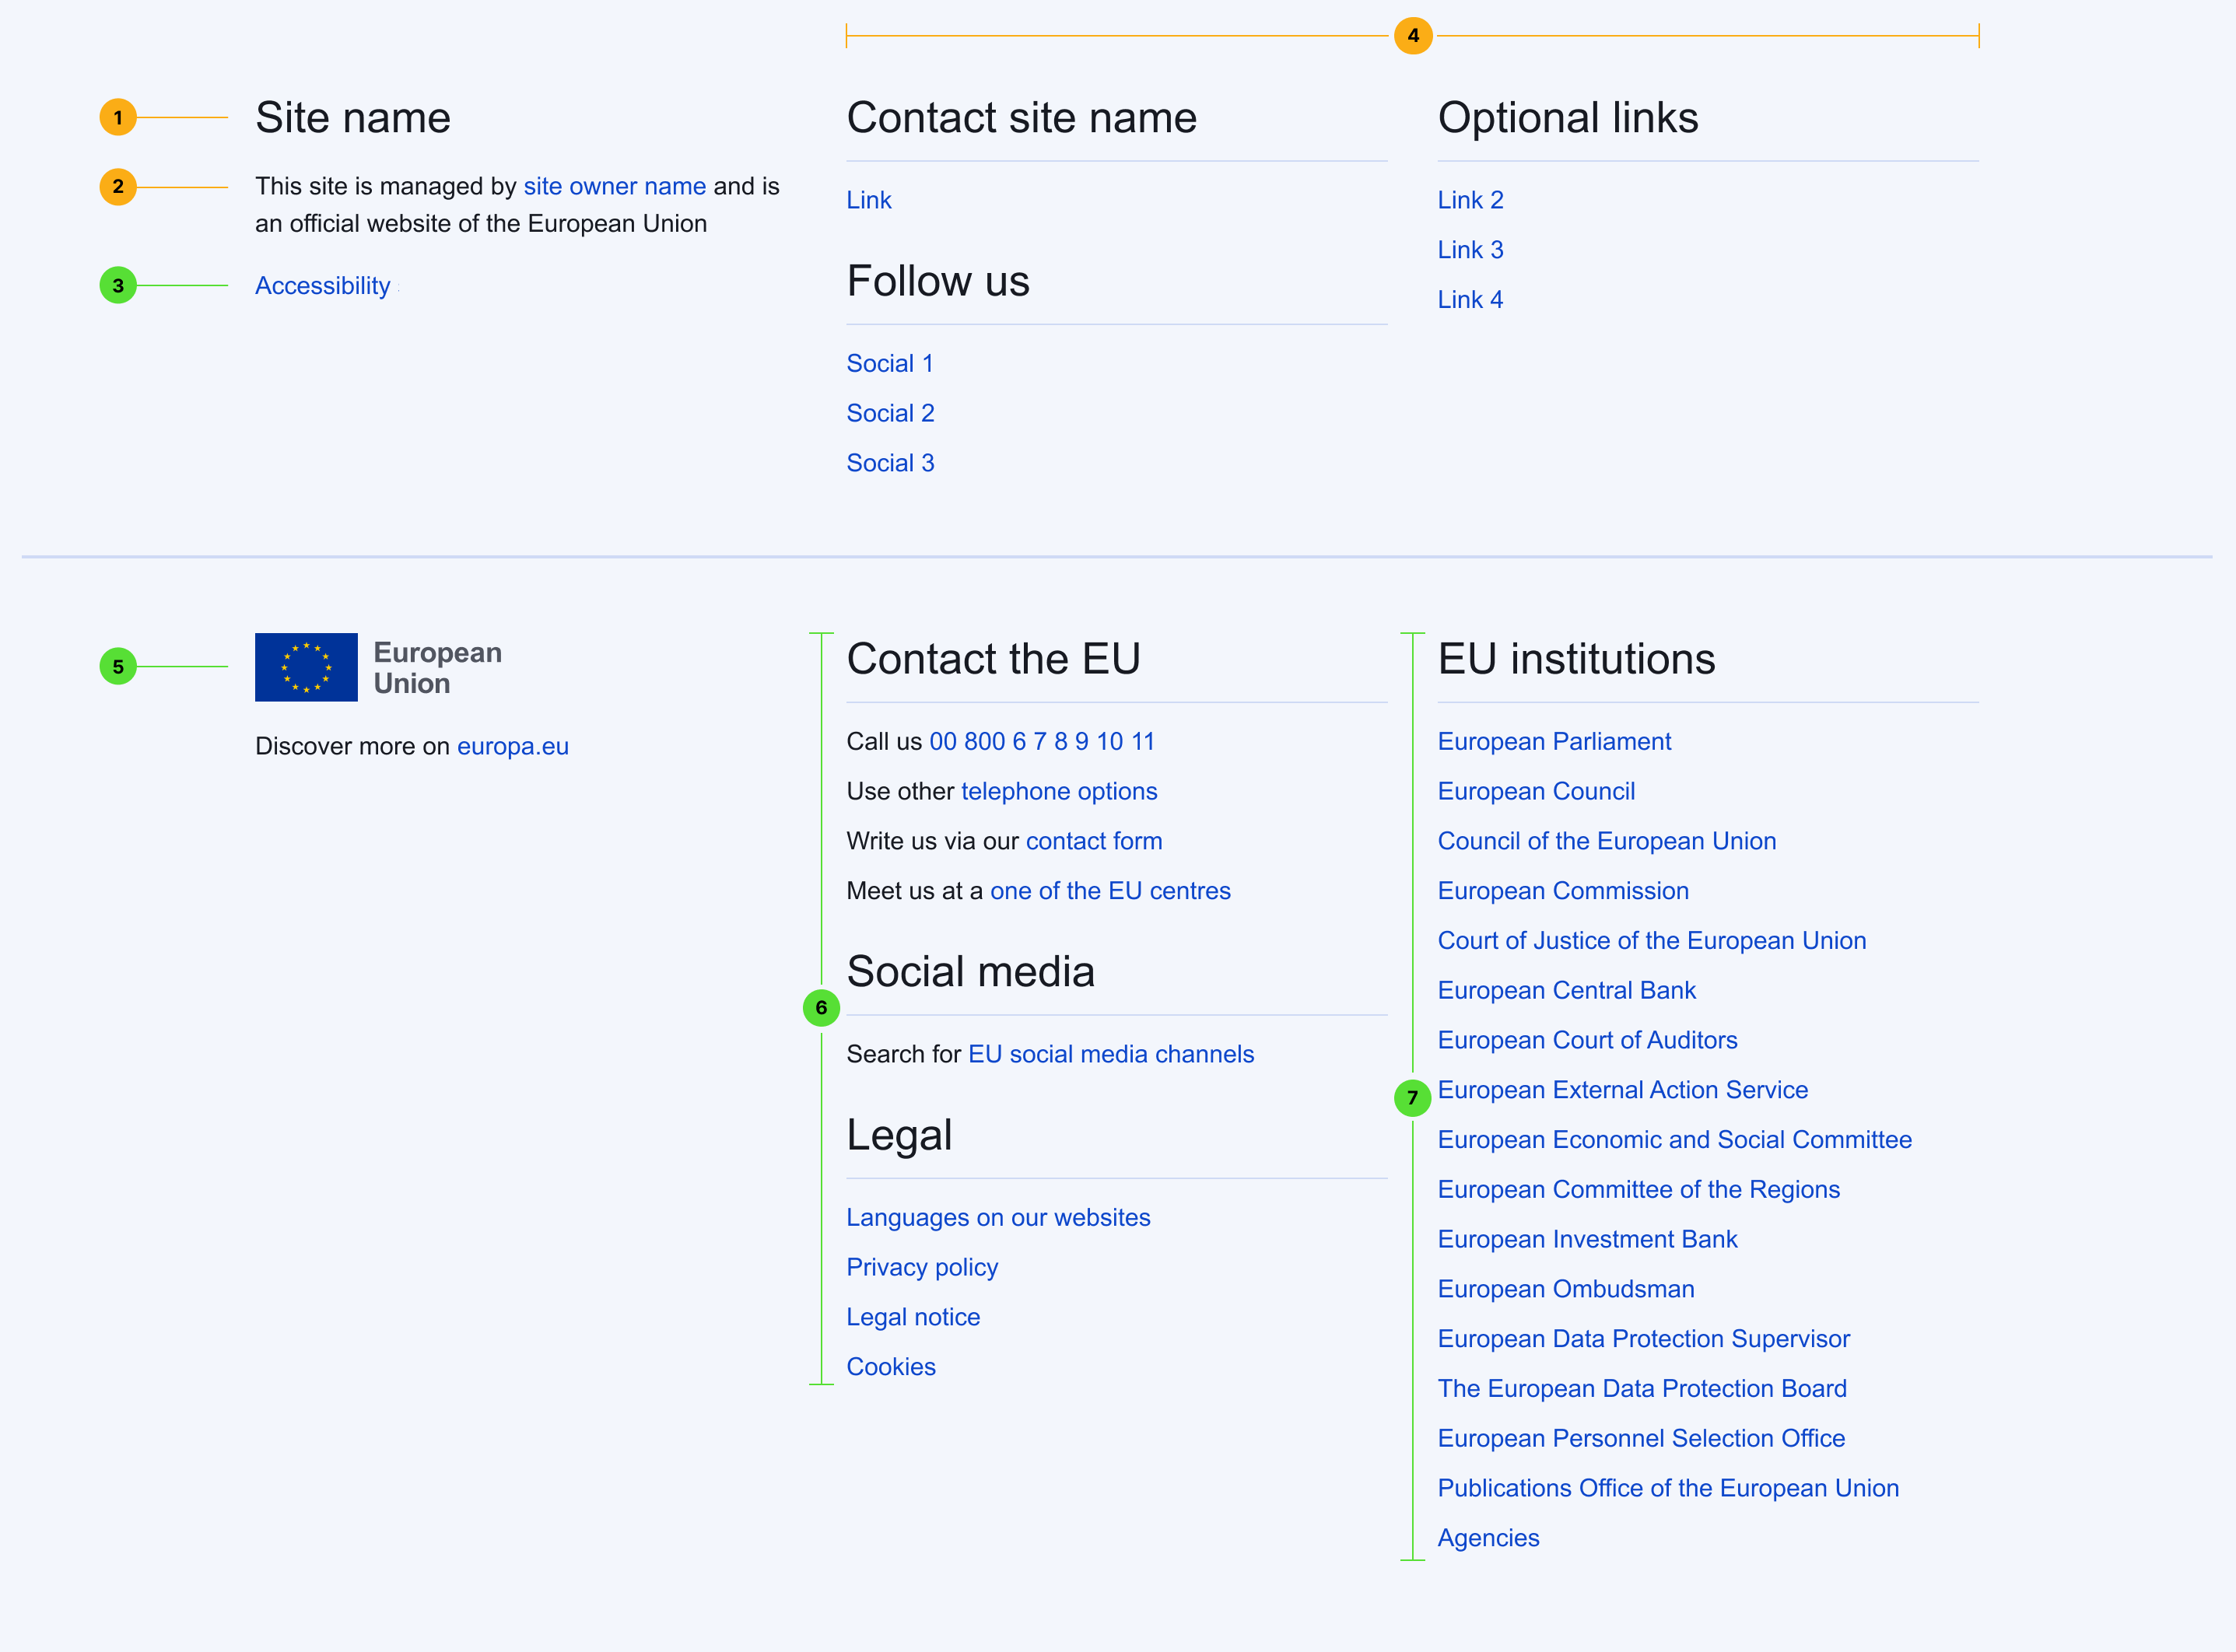 4
1
Site name
2
This site is managed by site owner name and is
an official website of the European Union
3
Accessibility
Contact site name
Link
Follow us
Social 1
Social 2
Social 3
Optional links
Link 2
Link 3
Link 4
5
European
Union
Discover more on europa.eu
6
Contact the EU
Call us 00 800 6 7 8 9 10 11
Use other telephone options
Write us via our contact form
Meet us at a one of the EU centres
Social media
Search for EU social media channels
Legal
Languages on our websites
Privacy policy
Legal notice
Cookies
7
EU institutions
European Parliament
European Council
Council of the European Union
European Commission
Court of Justice of the European Union
European Central Bank
European Court of Auditors
European External Action Service
European Economic and Social Committee
European Committee of the Regions
European Investment Bank
European Ombudsman
European Data Protection Supervisor
The European Data Protection Board
European Personnel Selection Office
Publications Office of the European Union
Agencies